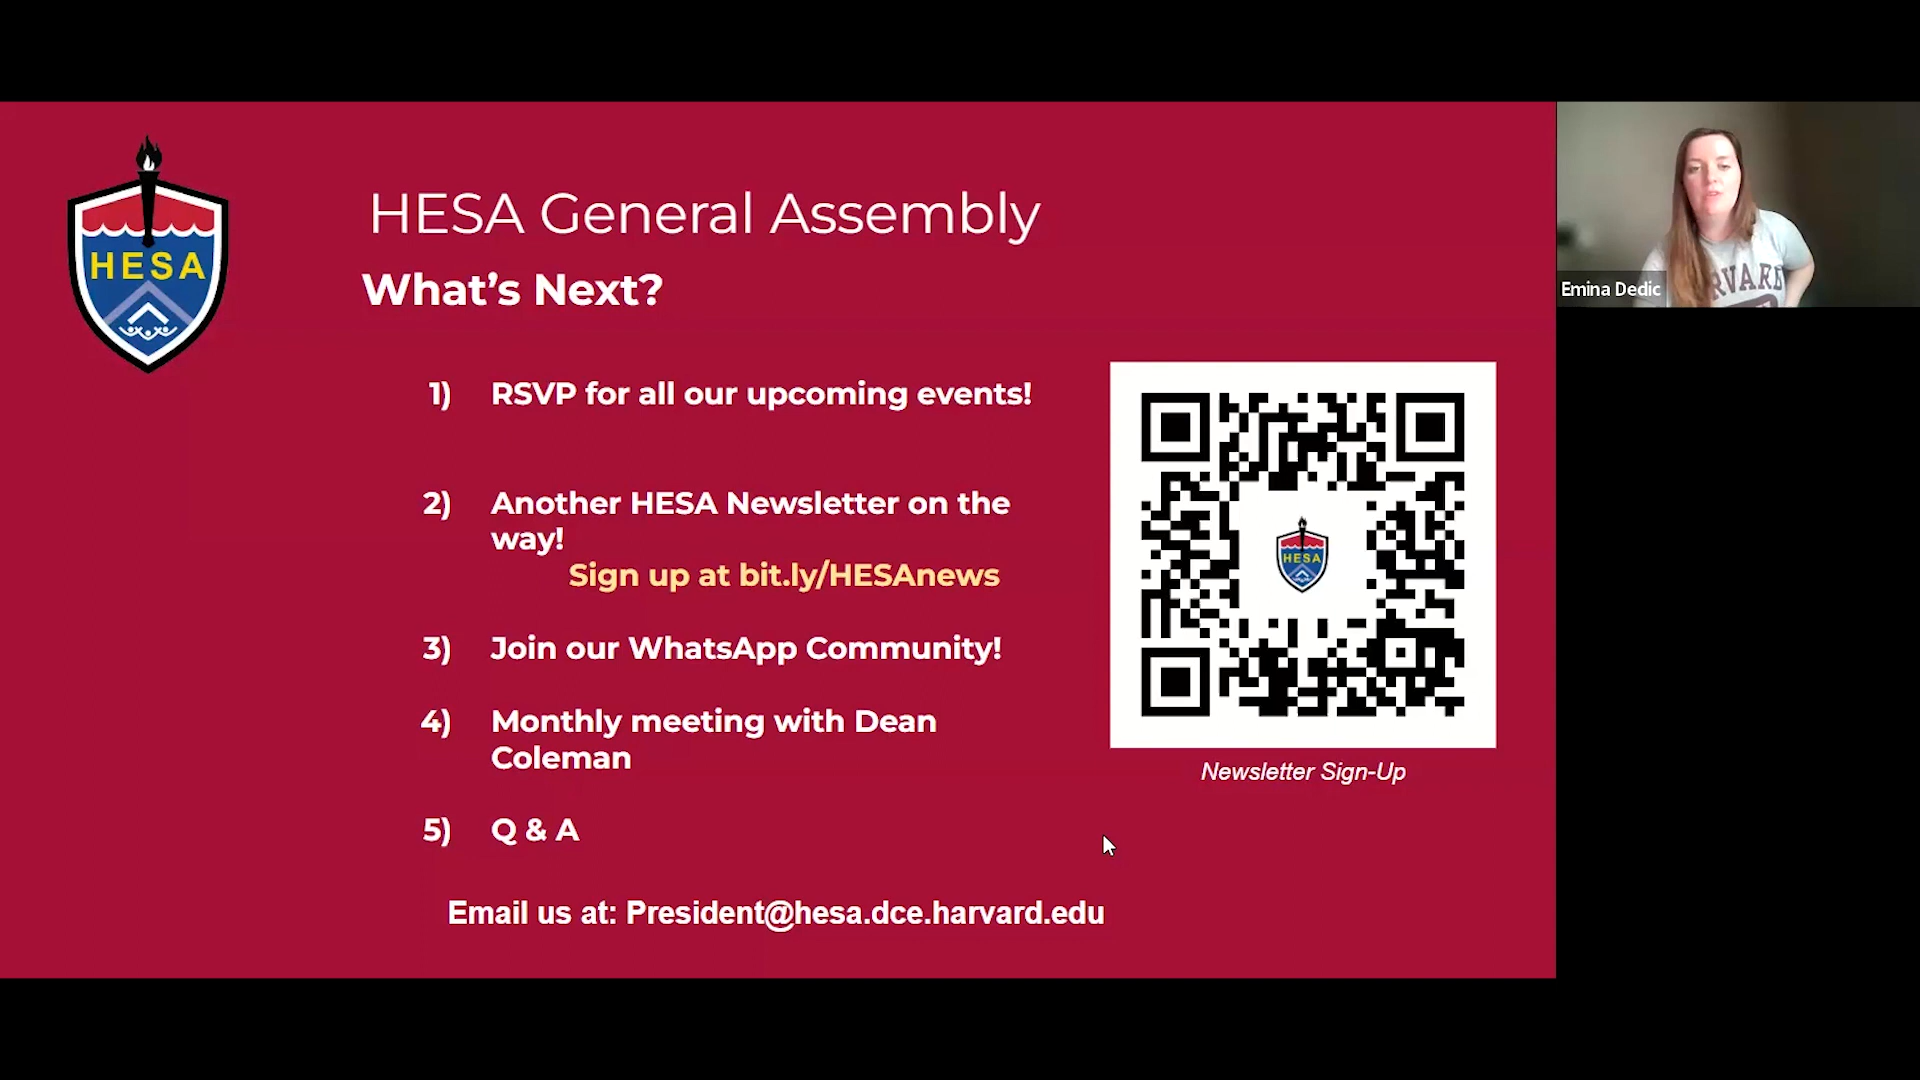 HESA General Assembly
HESA
What's Next?
Emina Dedic
RVARD
1) RSVP for all our upcoming events!
2) Another HESA Newsletter on the
way!
Sign up at bit.ly/HESAnews
HESA
3) Join our WhatsApp Community!
4) Monthly meeting with Dean
Coleman
Newsletter Sign-Up
5) Q & A
Email us at: President@hesa.dce.harvard.edu